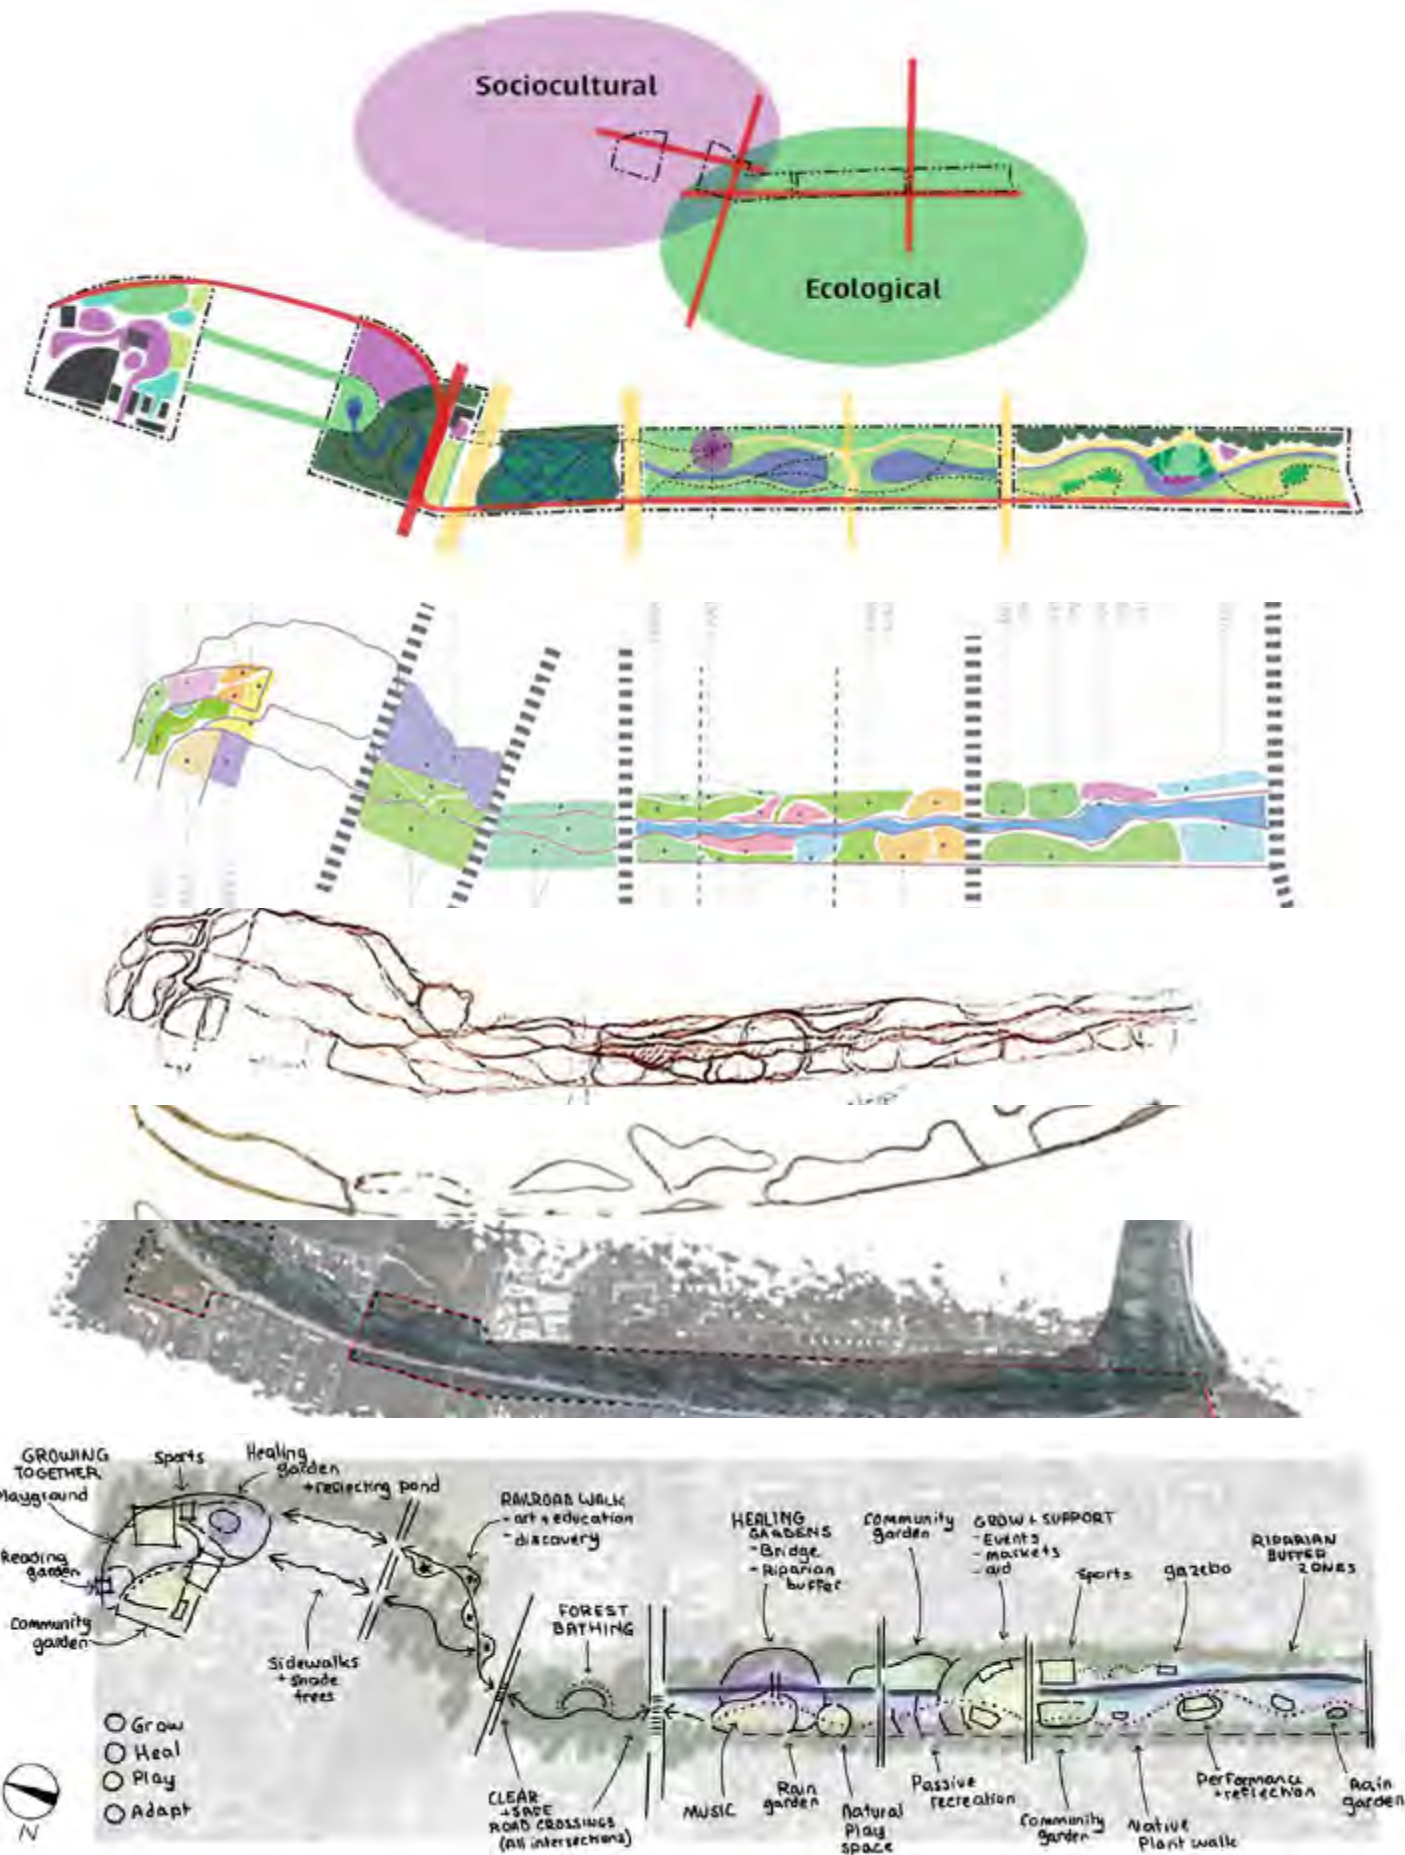 Sociocultural
Ecological
GROWING
TOGETHER
Playground
Sports
Healing
garden
+ reflecting pond
Reading
garden
Community
garden
Sidewalks
+ shade
trees
RAILROAD WALK
- art + education
- discovery
FOREST
BATHING
HEALING
GARDENS
- Bridge
- Riparian
buffer
Community
garden
GROW + SUPPORT
- Events
- markets
- aid
Sports
gazebo
RIPARIAN
BUFFER
ZONES
Grow
Heal
Play
Adapt
N
CLEAR
+ SAFE
ROAD CROSSINGS
(All intersections)
MUSIC
Rain
garden
Natural
Play
space
Passive
recreation
Community
garden
Native
Plant walk
Performance
+ reflection
Rain
garden